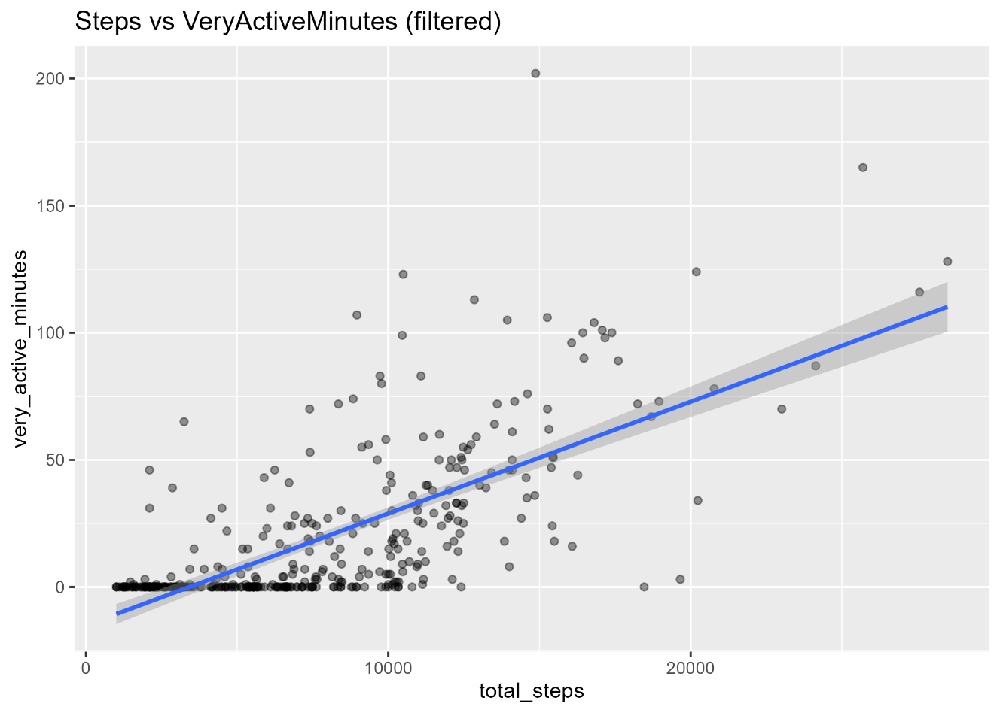 Steps vs VeryActiveMinutes (filtered)
200
150
100
50
0
very_active_minutes
0 10000 20000
total_steps